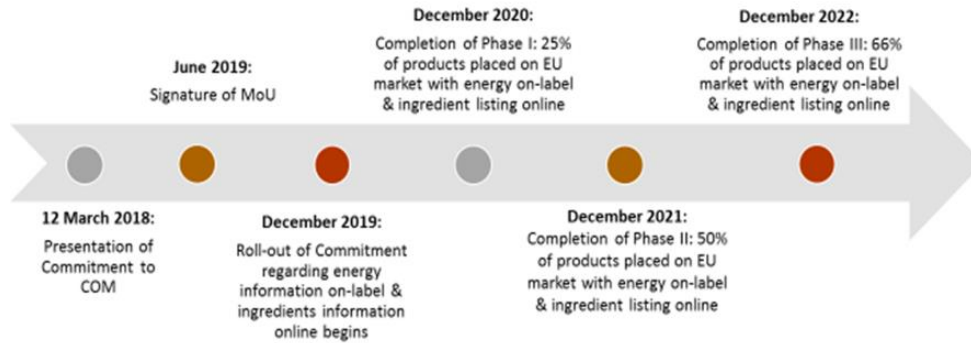 12 March 2018:
Presentation of
Commitment to
COM
June 2019:
Signature of MoU
December 2019:
Roll-out of Commitment
regarding energy
information on-label &
ingredients information
online begins
December 2020:
Completion of Phase I: 25%
of products placed on EU
market with energy on-label
& ingredient listing online
December 2021:
Completion of Phase II: 50%
of products placed on EU
market with energy on-label
& ingredient listing online
December 2022:
Completion of Phase III: 66%
of products placed on EU
market with energy on-label
& ingredient listing online